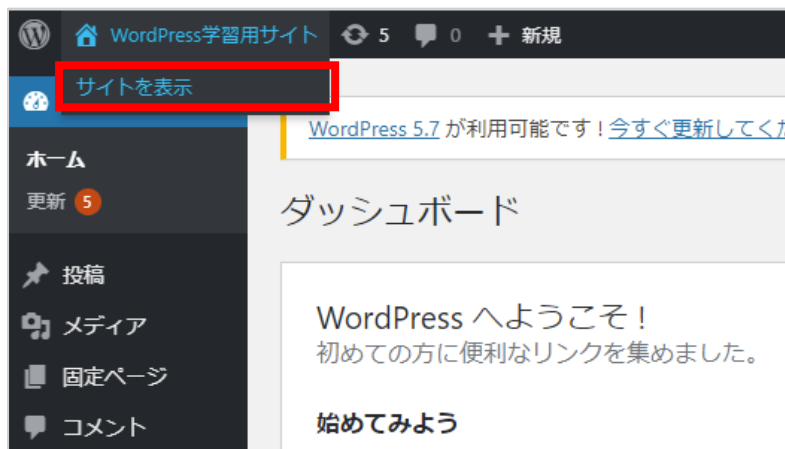 WordPress学習用サイト 5 0 新規
サイトを表示
WordPress 5.7 が利用可能です ! 今すぐ更新してくだ
ホーム
更新 5
ダッシュボード
投稿
メディア
固定ページ
コメント
WordPress へようこそ !
初めての方に便利なリンクを集めました。
始めてみよう